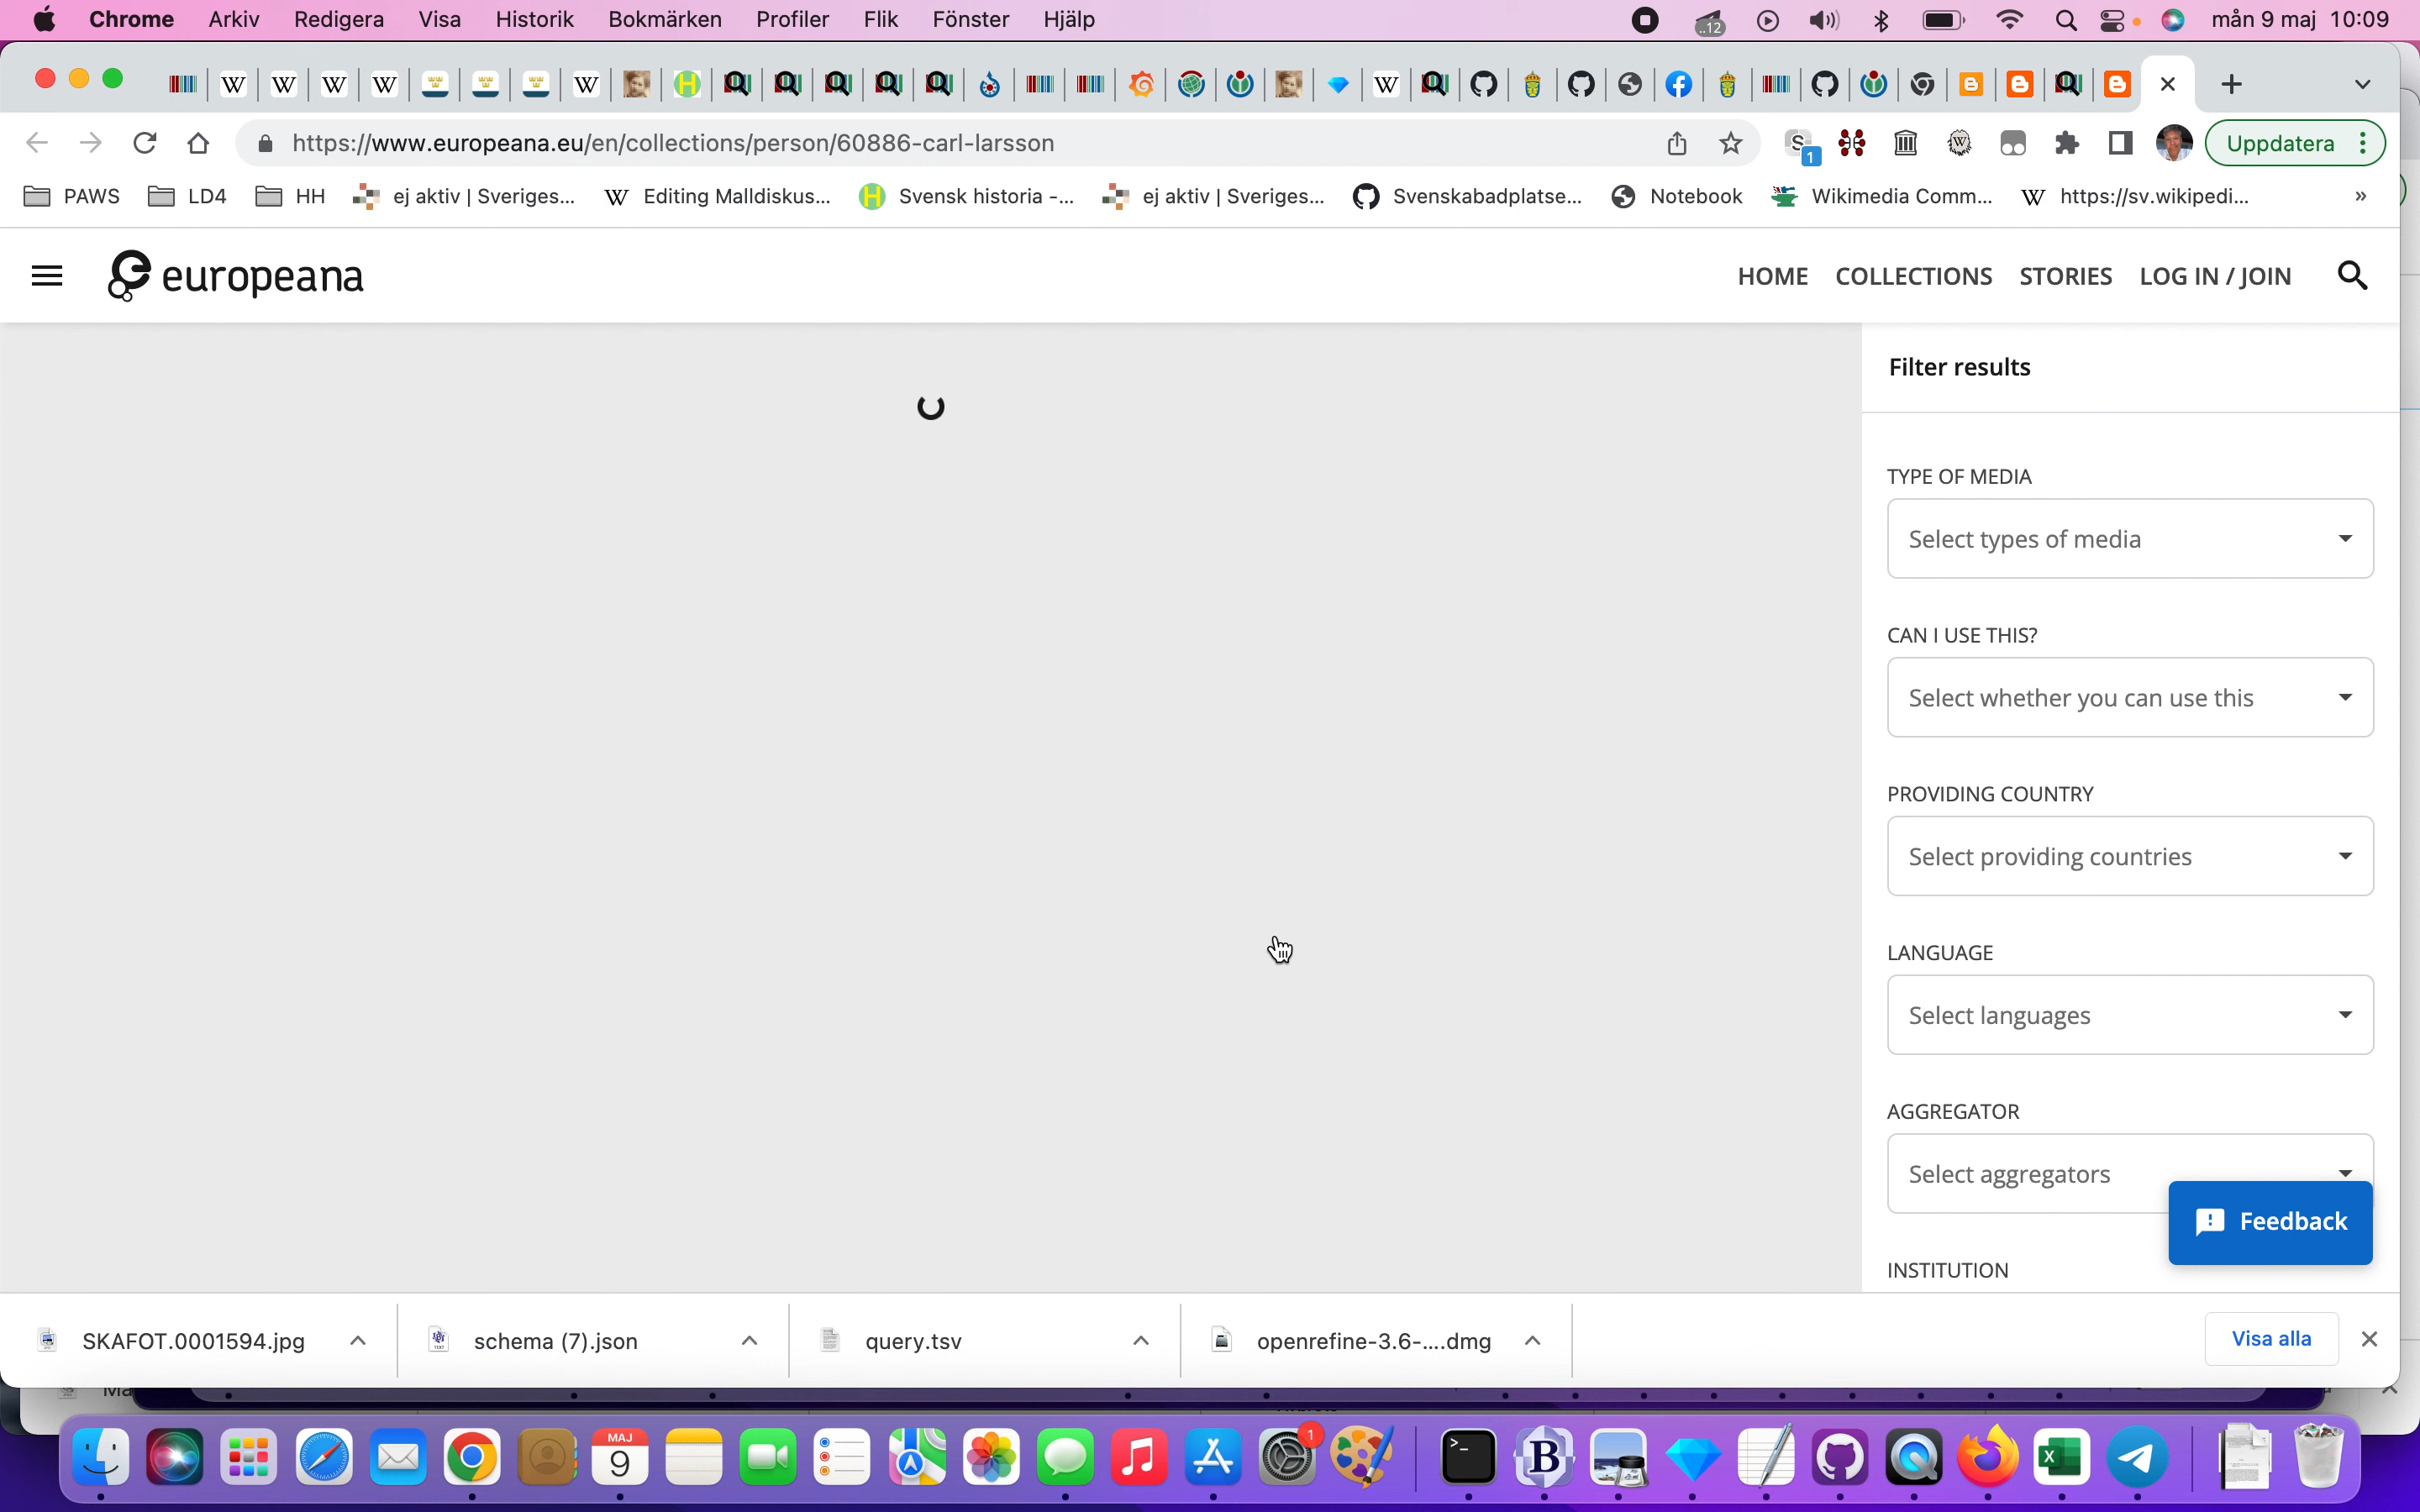 Chrome Arkiv Redigera Visa Historik Bokmärken Profiler Flik Fönster Hjälp ..12 mån 9 maj 10:09
https://www.europeana.eu/en/collections/person/60886-carl-larsson 1 Uppdatera
PAWS LD4 HH ej aktiv | Sveriges... Editing Malldiskus... Svensk historia -... ej aktiv | Sveriges... Svenskabadplatse... Notebook Wikimedia Comm... https://sv.wikipedi... »
europeana HOME COLLECTIONS STORIES LOG IN / JOIN
Filter results
TYPE OF MEDIA
Select types of media
CAN I USE THIS?
Select whether you can use this
PROVIDING COUNTRY
Select providing countries
LANGUAGE
Select languages
AGGREGATOR
Select aggregators
Feedback
INSTITUTION
SKAFOT.0001594.jpg schema (7).json query.tsv openrefine-3.6-....dmg Visa alla
MAJ
9
1